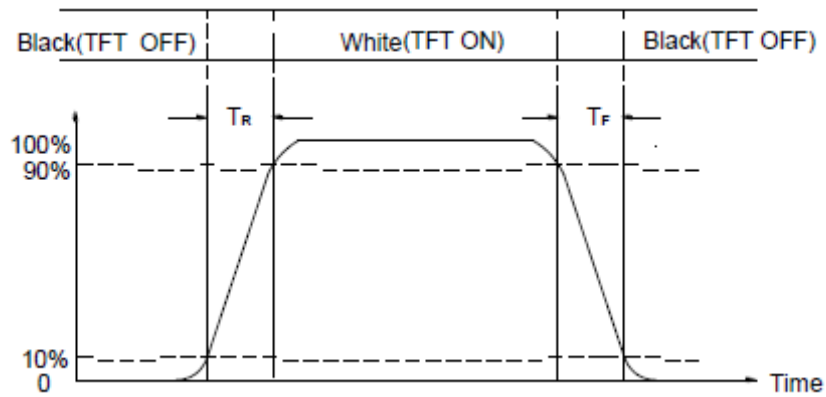 Black(TFT OFF) White(TFT ON) Black(TFT OFF)
TR TF
100%
90%
10%
0 Time